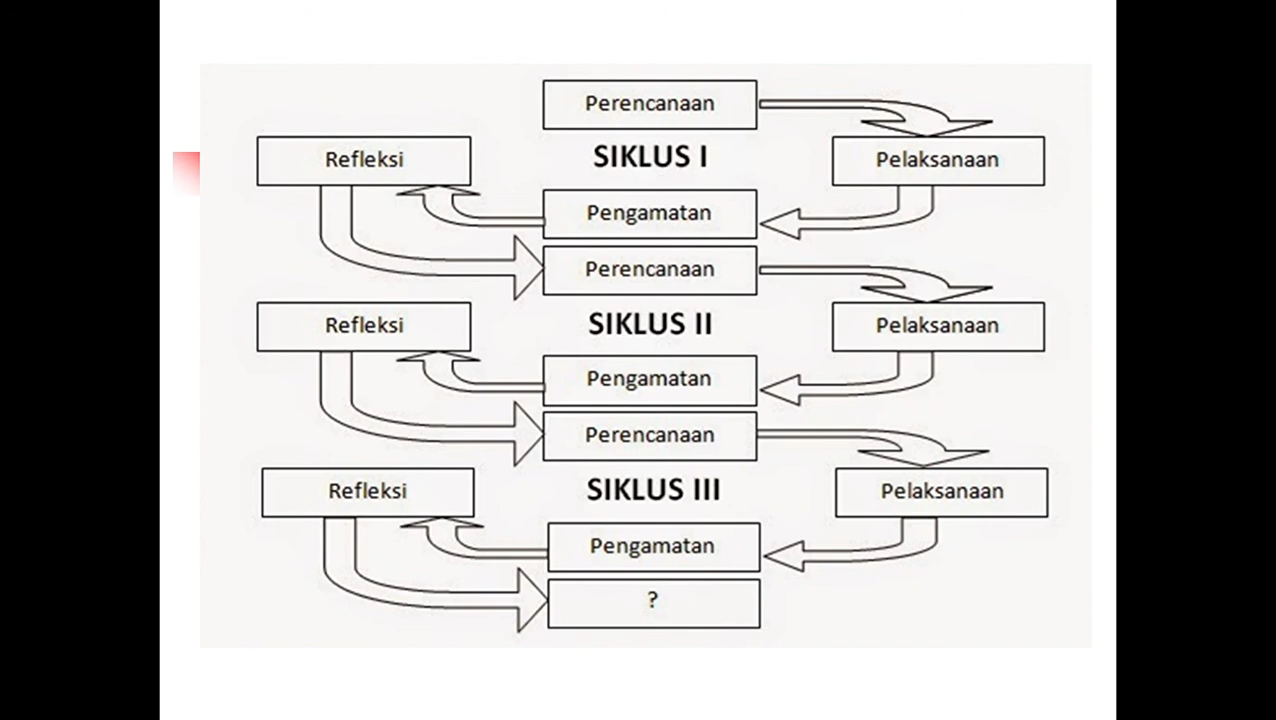 Perencanaan
Refleksi
SIKLUS I
Pelaksanaan
Pengamatan
Perencanaan
Refleksi
SIKLUS II
Pelaksanaan
Pengamatan
Perencanaan
Refleksi
SIKLUS III
Pelaksanaan
Pengamatan
?